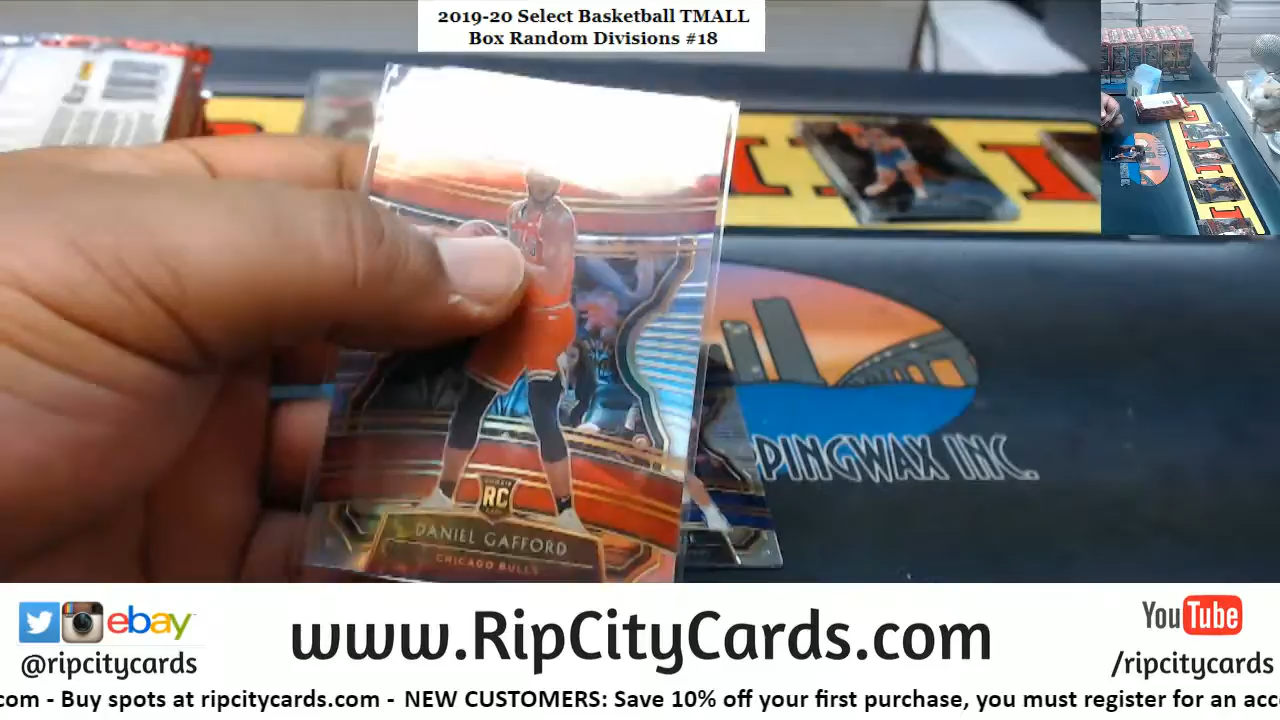 2019-20 Select Basketball TMALL
Box Random Divisions #18
RC
DANIEL GAFFORD
CHICAGO BULLS
PINGWAX INC.
ebay
@ripcitycards
www.RipCityCards.com
YouTube
/ripcitycards
com - Buy spots at ripcitycards.com - NEW CUSTOMERS: Save 10% off your first purchase, you must register for an acc